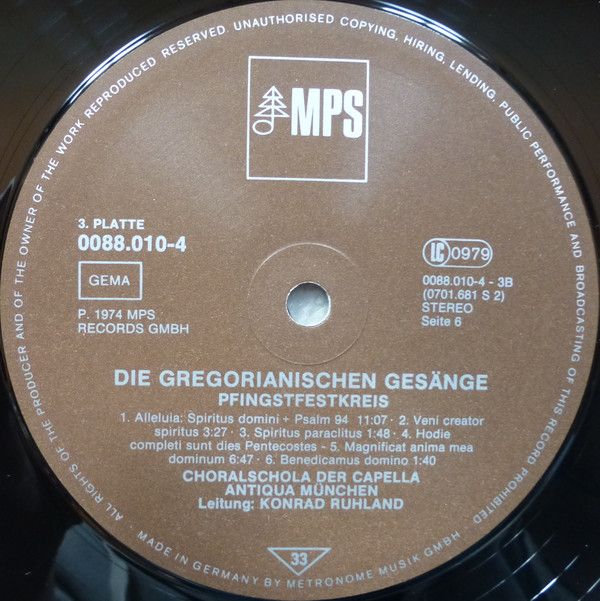 ALL RIGHTS OF THE PRODUCER AND OF THE OWNER OF THE WORK REPRODUCED RESERVED. UNAUTHORISED COPYING, HIRING, LENDING, PUBLIC PERFORMANCE AND BROADCASTING OF THIS RECORD PROHIBITED
MPS
3. PLATTE
0088.010-4
GEMA
P. 1974 MPS
RECORDS GMBH
LC 0979
0088.010-4 - 3B
(0701.681 S 2)
STEREO
Seite 6
DIE GREGORIANISCHEN GESÄNGE
PFINGSTFESTKREIS
1. Alleluia: Spiritus domini + Psalm 94 11:07 · 2. Veni creator
spiritus 3:27 · 3. Spiritus paraclitus 1:48 · 4. Hodie
completi sunt dies Pentecostes - 5. Magnificat anima mea
dominum 6:47 · 6. Benedicamus domino 1:40
CHORALSCHOLA DER CAPELLA
ANTIQUA MÜNCHEN
Leitung: KONRAD RUHLAND
33
· MADE IN GERMANY BY METRONOME MUSIK GMBH ·